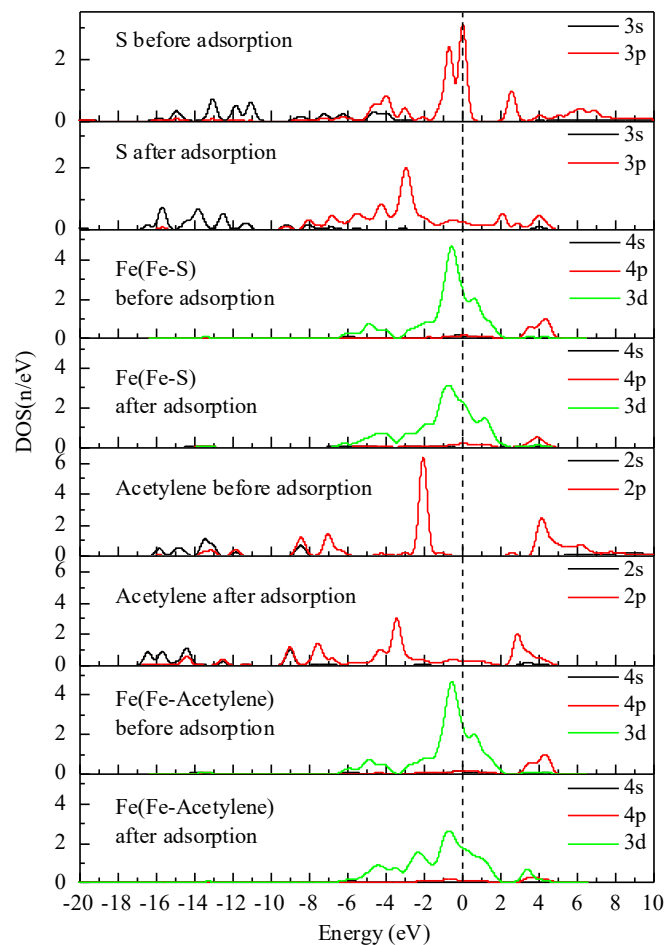 S before adsorption
3s
3p
2
0
S after adsorption
3s
3p
2
0
Fe(Fe-S)
before adsorption
4s
4p
3d
4
2
0
Fe(Fe-S)
after adsorption
4s
4p
3d
4
2
0
Acetylene before adsorption
2s
2p
6
4
2
0
Acetylene after adsorption
2s
2p
6
4
2
0
Fe(Fe-Acetylene)
before adsorption
4s
4p
3d
4
2
0
Fe(Fe-Acetylene)
after adsorption
4s
4p
3d
4
2
0
DOS(n/eV)
-20 -18 -16 -14 -12 -10 -8 -6 -4 -2 0 2 4 6 8 10
Energy (eV)